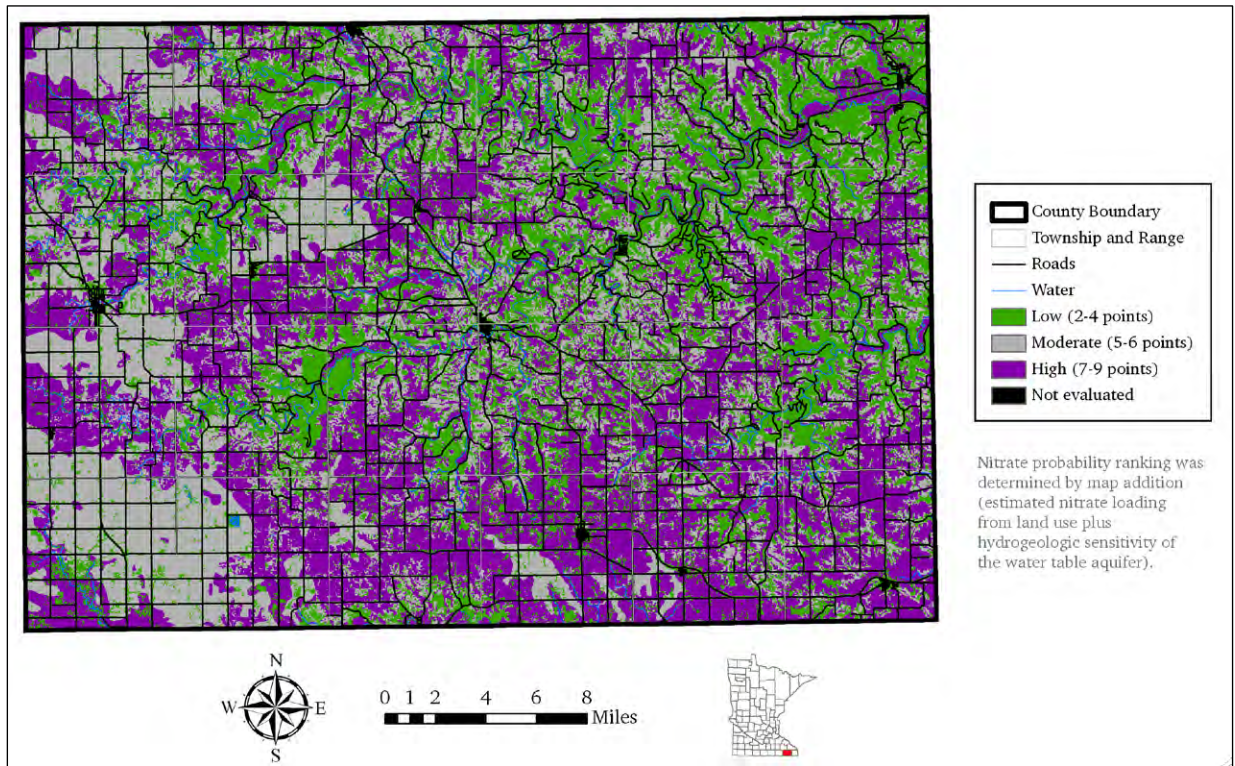 County Boundary
Township and Range
Roads
Water
Low (2-4 points)
Moderate (5-6 points)
High (7-9 points)
Not evaluated
Nitrate probability ranking was
determined by map addition
(estimated nitrate loading
from land use plus
hydrogeologic sensitivity of
the water table aquifer).
N
W E
S
0 1 2 4 6 8
Miles